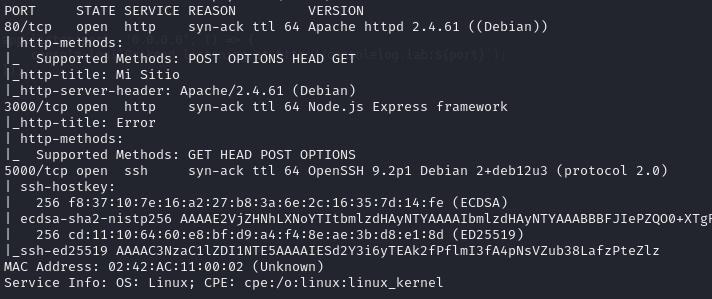 PORT     STATE SERVICE REASON         VERSION
80/tcp   open  http    syn-ack ttl 64 Apache httpd 2.4.61 ((Debian))
| http-methods:
|_  Supported Methods: POST OPTIONS HEAD GET
|_http-title: Mi Sitio
|_http-server-header: Apache/2.4.61 (Debian)
3000/tcp open  http    syn-ack ttl 64 Node.js Express framework
|_http-title: Error
| http-methods:
|_  Supported Methods: GET HEAD POST OPTIONS
5000/tcp open  ssh     syn-ack ttl 64 OpenSSH 9.2p1 Debian 2+deb12u3 (protocol 2.0)
| ssh-hostkey:
|   256 f8:37:10:7e:16:a2:27:b8:3a:6e:2c:16:35:7d:14:fe (ECDSA)
| ecdsa-sha2-nistp256 AAAAE2VjZHNhLXNoYTItbmlzdHAyNTYAAAAIbmlzdHAyNTYAAABBBFJIePZQO0+XTgF
|   256 cd:11:10:64:60:e8:bf:d9:a4:f4:8e:ae:3b:d8:e1:8d (ED25519)
|_ssh-ed25519 AAAAC3NzaC1lZDI1NTE5AAAAIESd2Y3i6yTEAk2fPflmI3fA4pNsVZub38LafzPteZlz
MAC Address: 02:42:AC:11:00:02 (Unknown)
Service Info: OS: Linux; CPE: cpe:/o:linux:linux_kernel